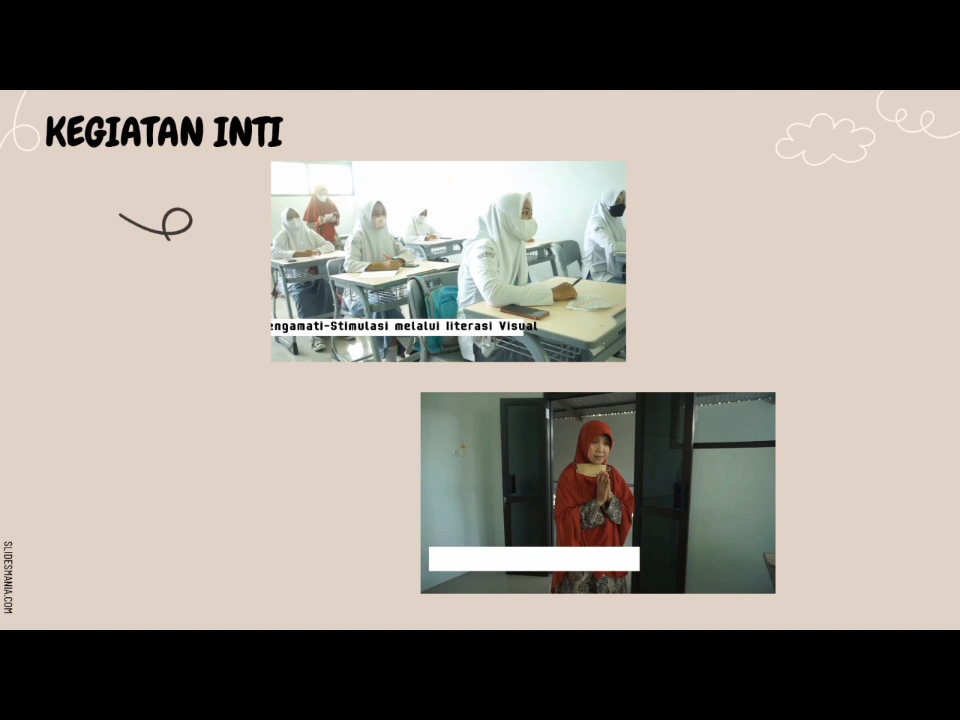 KEGIATAN INTI
engamati-Stimulasi melalui literasi Visual
SLIDESMANIA.COM